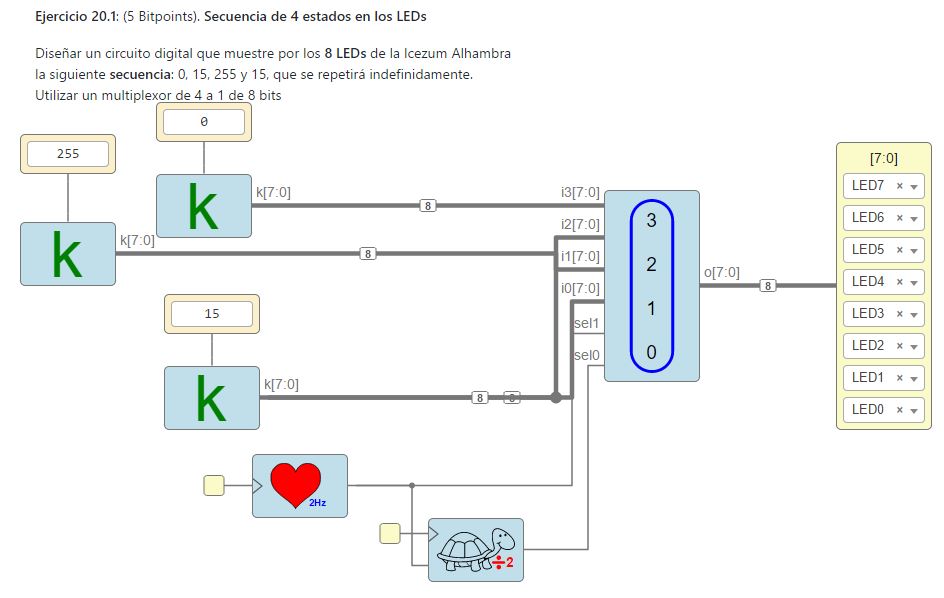 Ejercicio 20.1: (5 Bitpoints). Secuencia de 4 estados en los LEDs
Diseñar un circuito digital que muestre por los 8 LEDs de la Icezum Alhambra
la siguiente secuencia: 0, 15, 255 y 15, que se repetirá indefinidamente.
Utilizar un multiplexor de 4 a 1 de 8 bits
0
255
k
k[7:0]
8
k
k[7:0]
8
15
k
k[7:0]
8
8
i3[7:0]
i2[7:0]
i1[7:0]
i0[7:0]
sel1
sel0
3
2
1
0
o[7:0]
8
[7:0]
LED7 ×
LED6 ×
LED5 ×
LED4 ×
LED3 ×
LED2 ×
LED1 ×
LED0 ×
2Hz
÷2